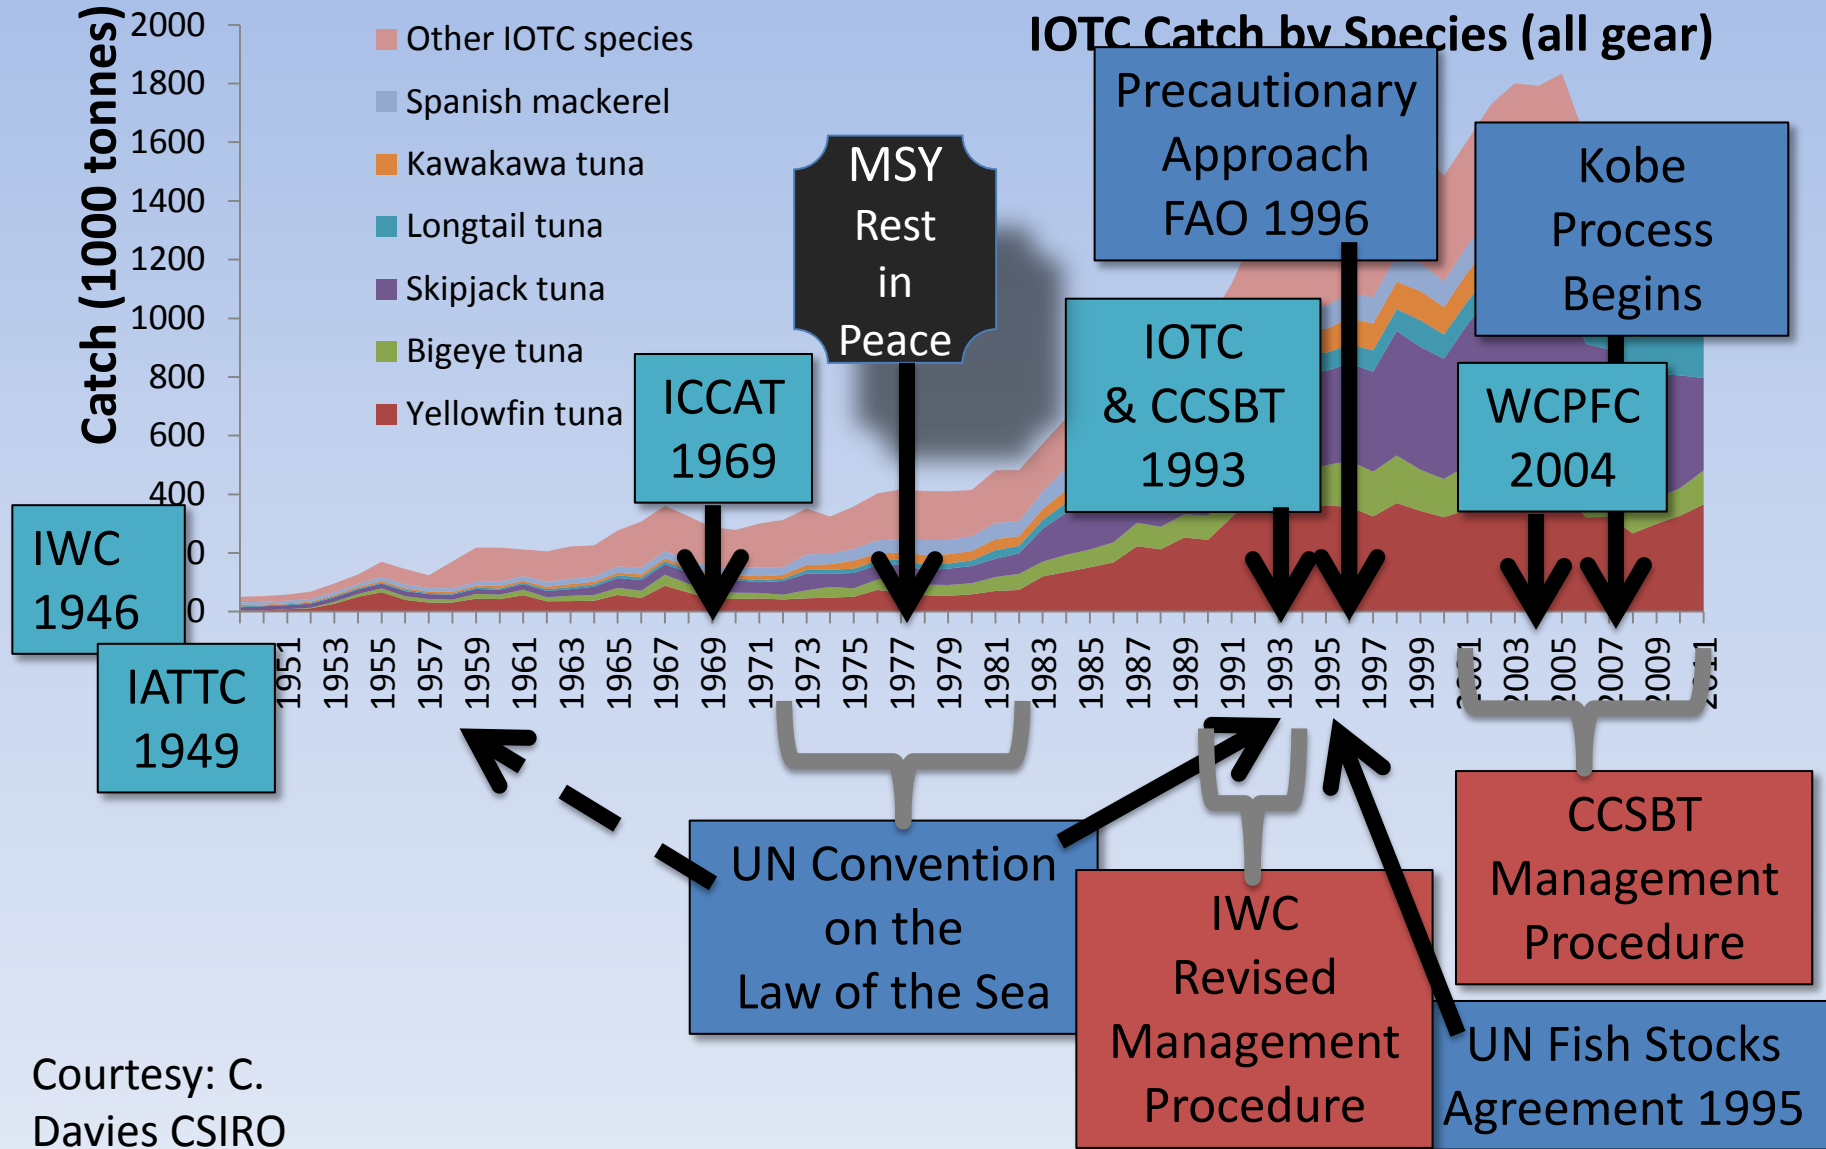 IOTC Catch by Species (all gear)
Catch (1000 tonnes)
2000
1800
1600
1400
1200
1000
800
600
400
0
0
Other IOTC species
Spanish mackerel
Kawakawa tuna
Longtail tuna
Skipjack tuna
Bigeye tuna
Yellowfin tuna
MSY
Rest
in
Peace
Precautionary
Approach
FAO 1996
Kobe
Process
Begins
ICCAT
1969
IOTC
& CCSBT
1993
WCPFC
2004
IWC
1946
IATTC
1949
1951
1953
1955
1957
1959
1961
1963
1965
1967
1969
1971
1973
1975
1977
1979
1981
1983
1985
1987
1989
1991
1993
1995
1997
1999
2001
2003
2005
2007
2009
2011
UN Convention
on the
Law of the Sea
IWC
Revised
Management
Procedure
CCSBT
Management
Procedure
UN Fish Stocks
Agreement 1995
Courtesy: C.
Davies CSIRO